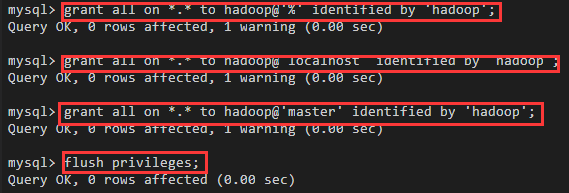 mysql> grant all on *.* to hadoop@'%' identified by 'hadoop';
Query OK, 0 rows affected, 1 warning (0.00 sec)
mysql> grant all on *.* to hadoop@ localhost  identified by  hadoop ;
Query OK, 0 rows affected, 1 warning (0.00 sec)
mysql> grant all on *.* to hadoop@'master' identified by 'hadoop';
Query OK, 0 rows affected, 1 warning (0.00 sec)
mysql> flush privileges;
Query OK, 0 rows affected (0.00 sec)